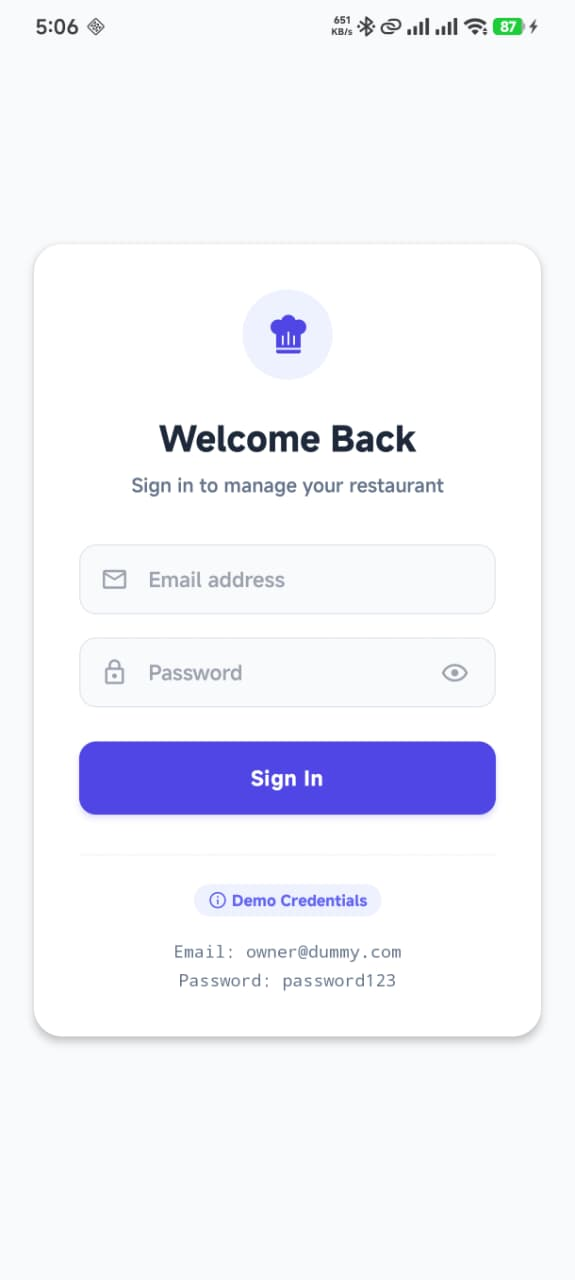 5:06
651
KB/s
87
Welcome Back
Sign in to manage your restaurant
Email address
Password
Sign In
Demo Credentials
Email: owner@dummy.com
Password: password123